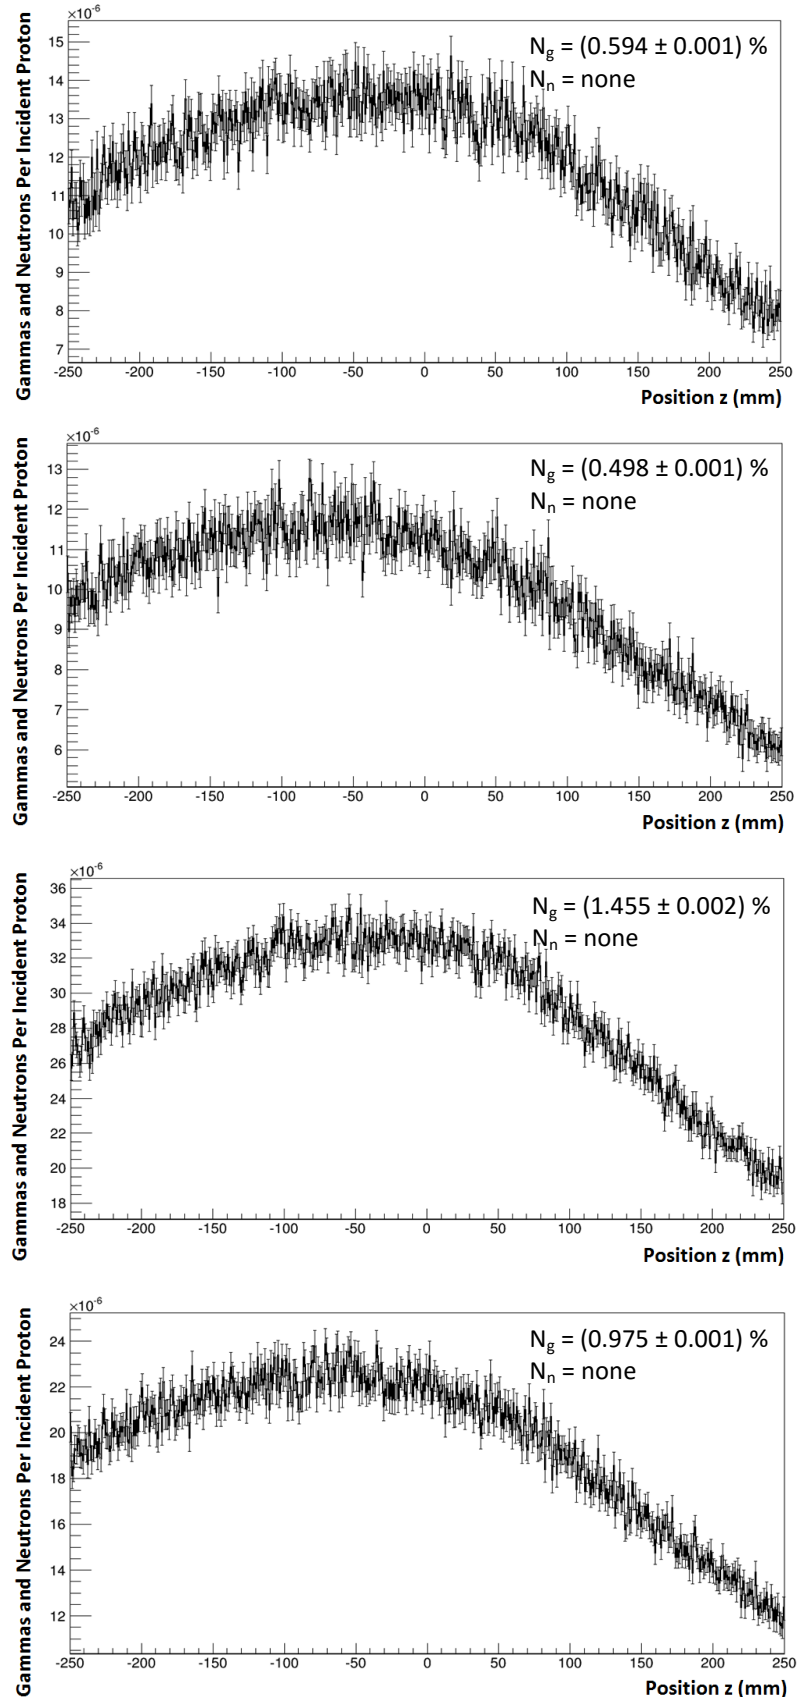 ×10⁻⁶
Gammas and Neutrons Per Incident Proton
15
14
13
12
11
10
9
8
7
N_g = (0.594 ± 0.001) %
N_n = none
-250 -200 -150 -100 -50 0 50 100 150 200 250
Position z (mm)
×10⁻⁶
Gammas and Neutrons Per Incident Proton
13
12
11
10
9
8
7
6
N_g = (0.498 ± 0.001) %
N_n = none
-250 -200 -150 -100 -50 0 50 100 150 200 250
Position z (mm)
×10⁻⁶
Gammas and Neutrons Per Incident Proton
36
34
32
30
28
26
24
22
20
18
N_g = (1.455 ± 0.002) %
N_n = none
-250 -200 -150 -100 -50 0 50 100 150 200 250
Position z (mm)
×10⁻⁶
Gammas and Neutrons Per Incident Proton
24
22
20
18
16
14
12
N_g = (0.975 ± 0.001) %
N_n = none
-250 -200 -150 -100 -50 0 50 100 150 200 250
Position z (mm)